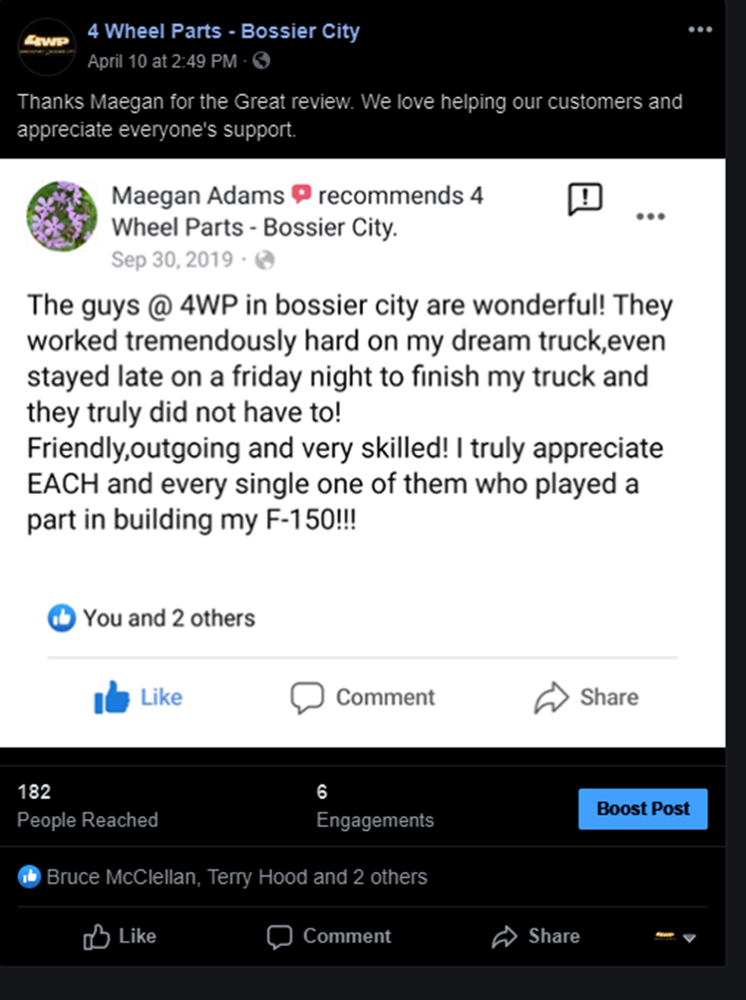 4WP
4 Wheel Parts - Bossier City
April 10 at 2:49 PM ·
Thanks Maegan for the Great review. We love helping our customers and
appreciate everyone's support.
Maegan Adams recommends 4
Wheel Parts - Bossier City.
Sep 30, 2019 ·
The guys @ 4WP in bossier city are wonderful! They
worked tremendously hard on my dream truck,even
stayed late on a friday night to finish my truck and
they truly did not have to!
Friendly,outgoing and very skilled! I truly appreciate
EACH and every single one of them who played a
part in building my F-150!!!
You and 2 others
Like Comment Share
182 6
People Reached Engagements Boost Post
Bruce McClellan, Terry Hood and 2 others
Like Comment Share